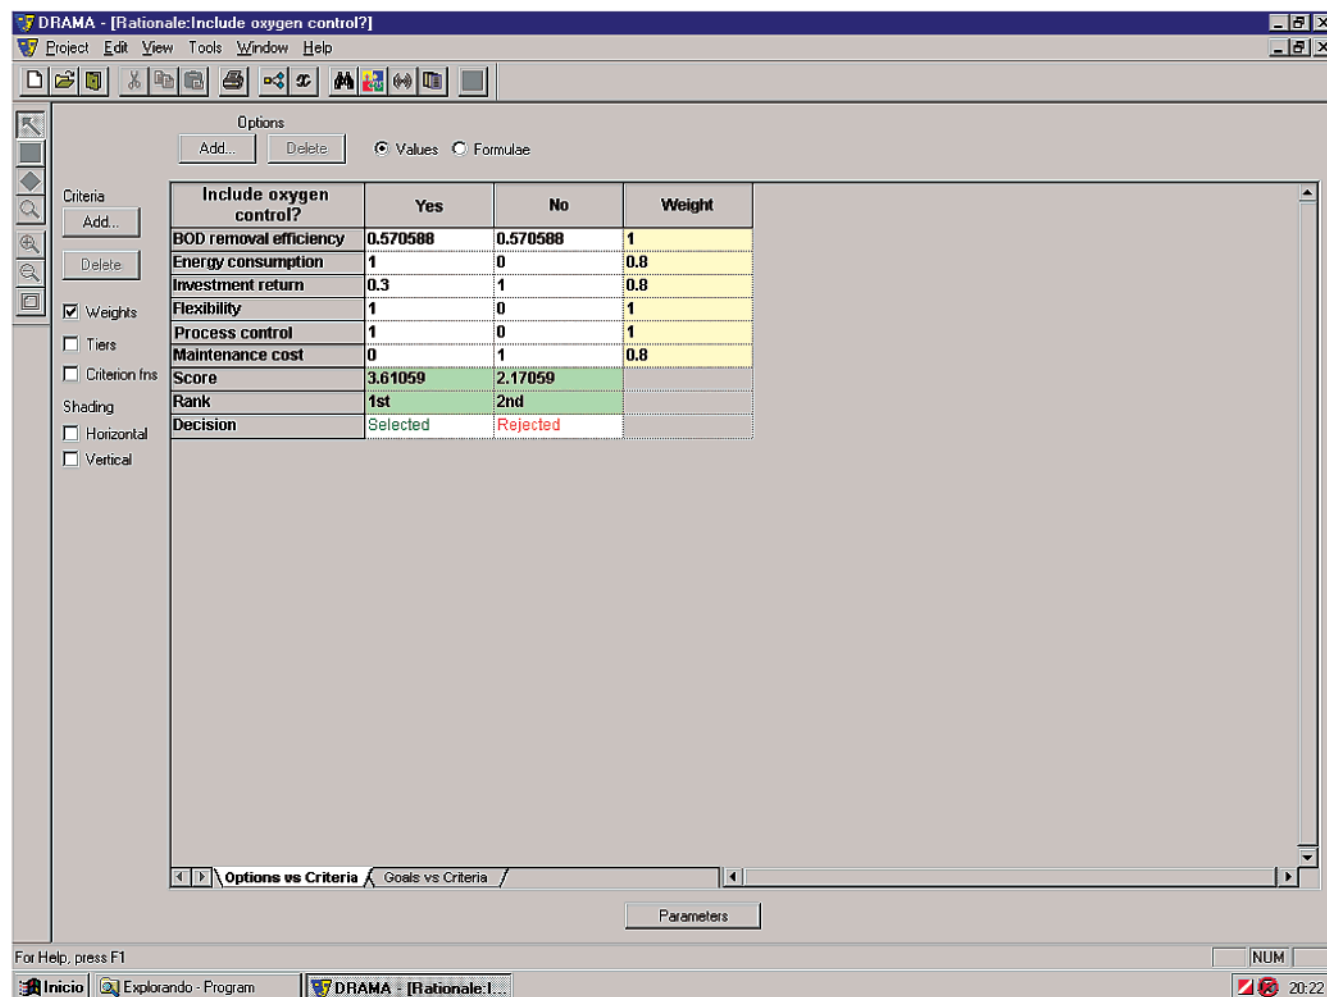 DRAMA - [Rationale:Include oxygen control?]
Project Edit View Tools Window Help
Options
Add... Delete Values Formulae
Criteria
Add...
Delete
Weights
Tiers
Criterion fns
Shading
Horizontal
Vertical
Include oxygen control? Yes No Weight
BOD removal efficiency 0.570588 0.570588 1
Energy consumption 1 0 0.8
Investment return 0.3 1 0.8
Flexibility 1 0 1
Process control 1 0 1
Maintenance cost 0 1 0.8
Score 3.61059 2.17059
Rank 1st 2nd
Decision Selected Rejected
Options vs Criteria Goals vs Criteria
Parameters
For Help, press F1 NUM
Inicio Explorando - Program DRAMA - [Rationale:I... 20:22